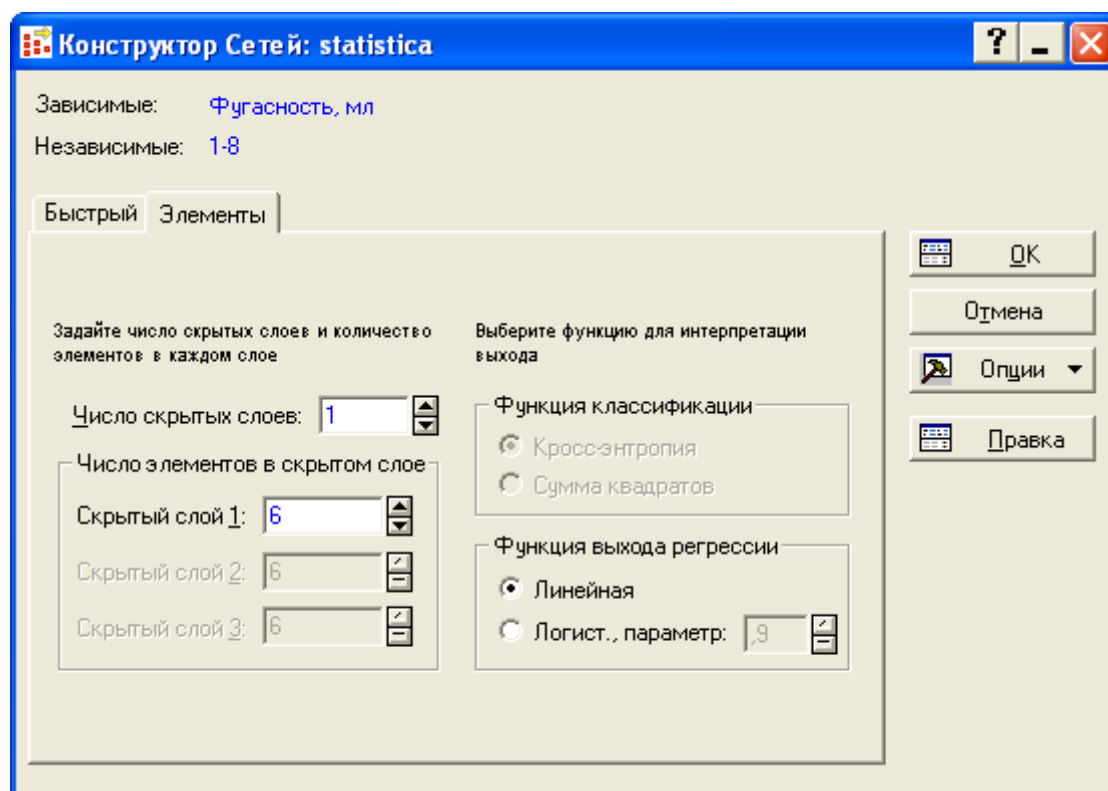 Конструктор Сетей: statistica
Зависимые: Фугасность, мл
Независимые: 1-8
Быстрый Элементы
Задайте число скрытых слоев и количество
элементов в каждом слое
Число скрытых слоев: 1
Число элементов в скрытом слое
Скрытый слой 1: 6
Скрытый слой 2: 6
Скрытый слой 3: 6
Выберите функцию для интерпретации
выхода
Функция классификации
Кросс-энтропия
Сумма квадратов
Функция выхода регрессии
Линейная
Логист., параметр: ,9
OK
Отмена
Опции
Правка